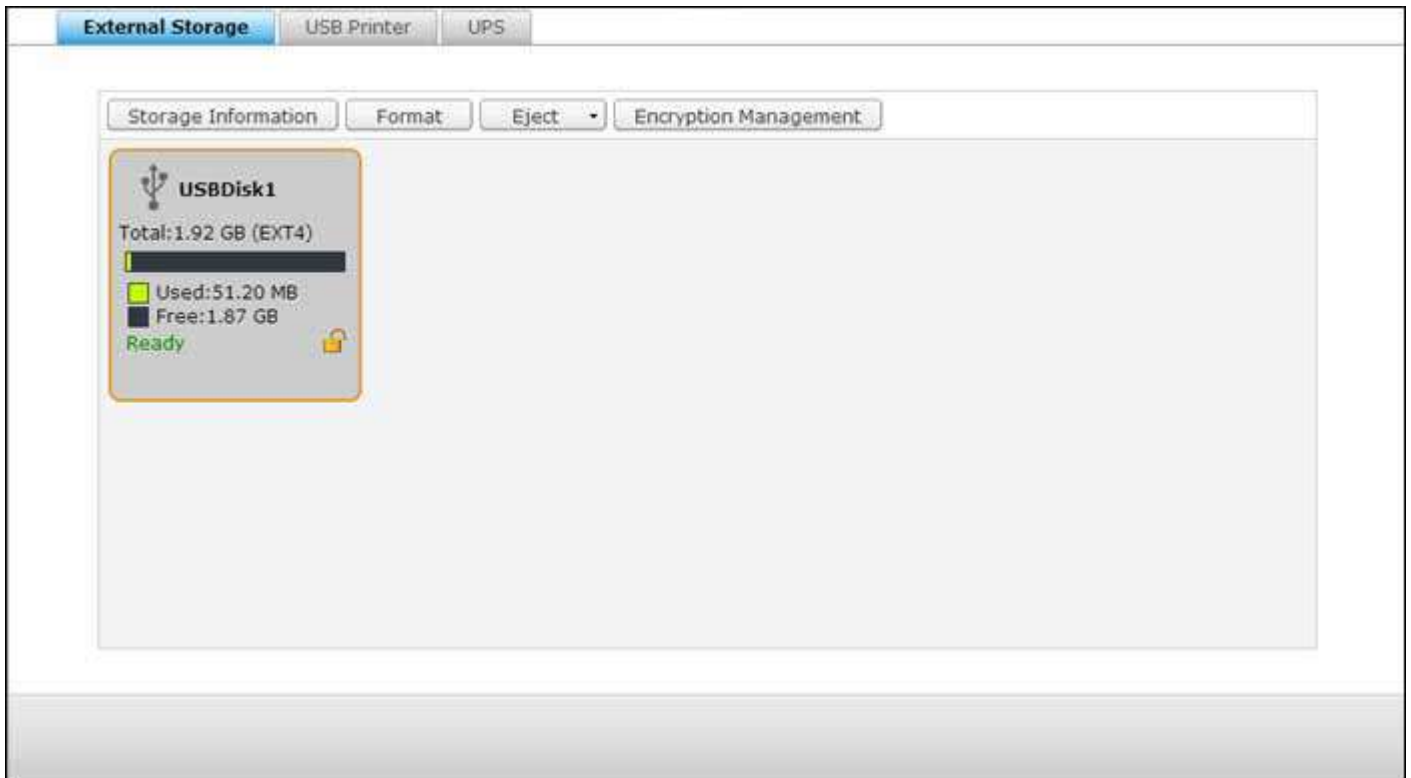 External Storage USB Printer UPS
Storage Information Format Eject Encryption Management
USBDisk1
Total:1.92 GB (EXT4)
Used:51.20 MB
Free:1.87 GB
Ready